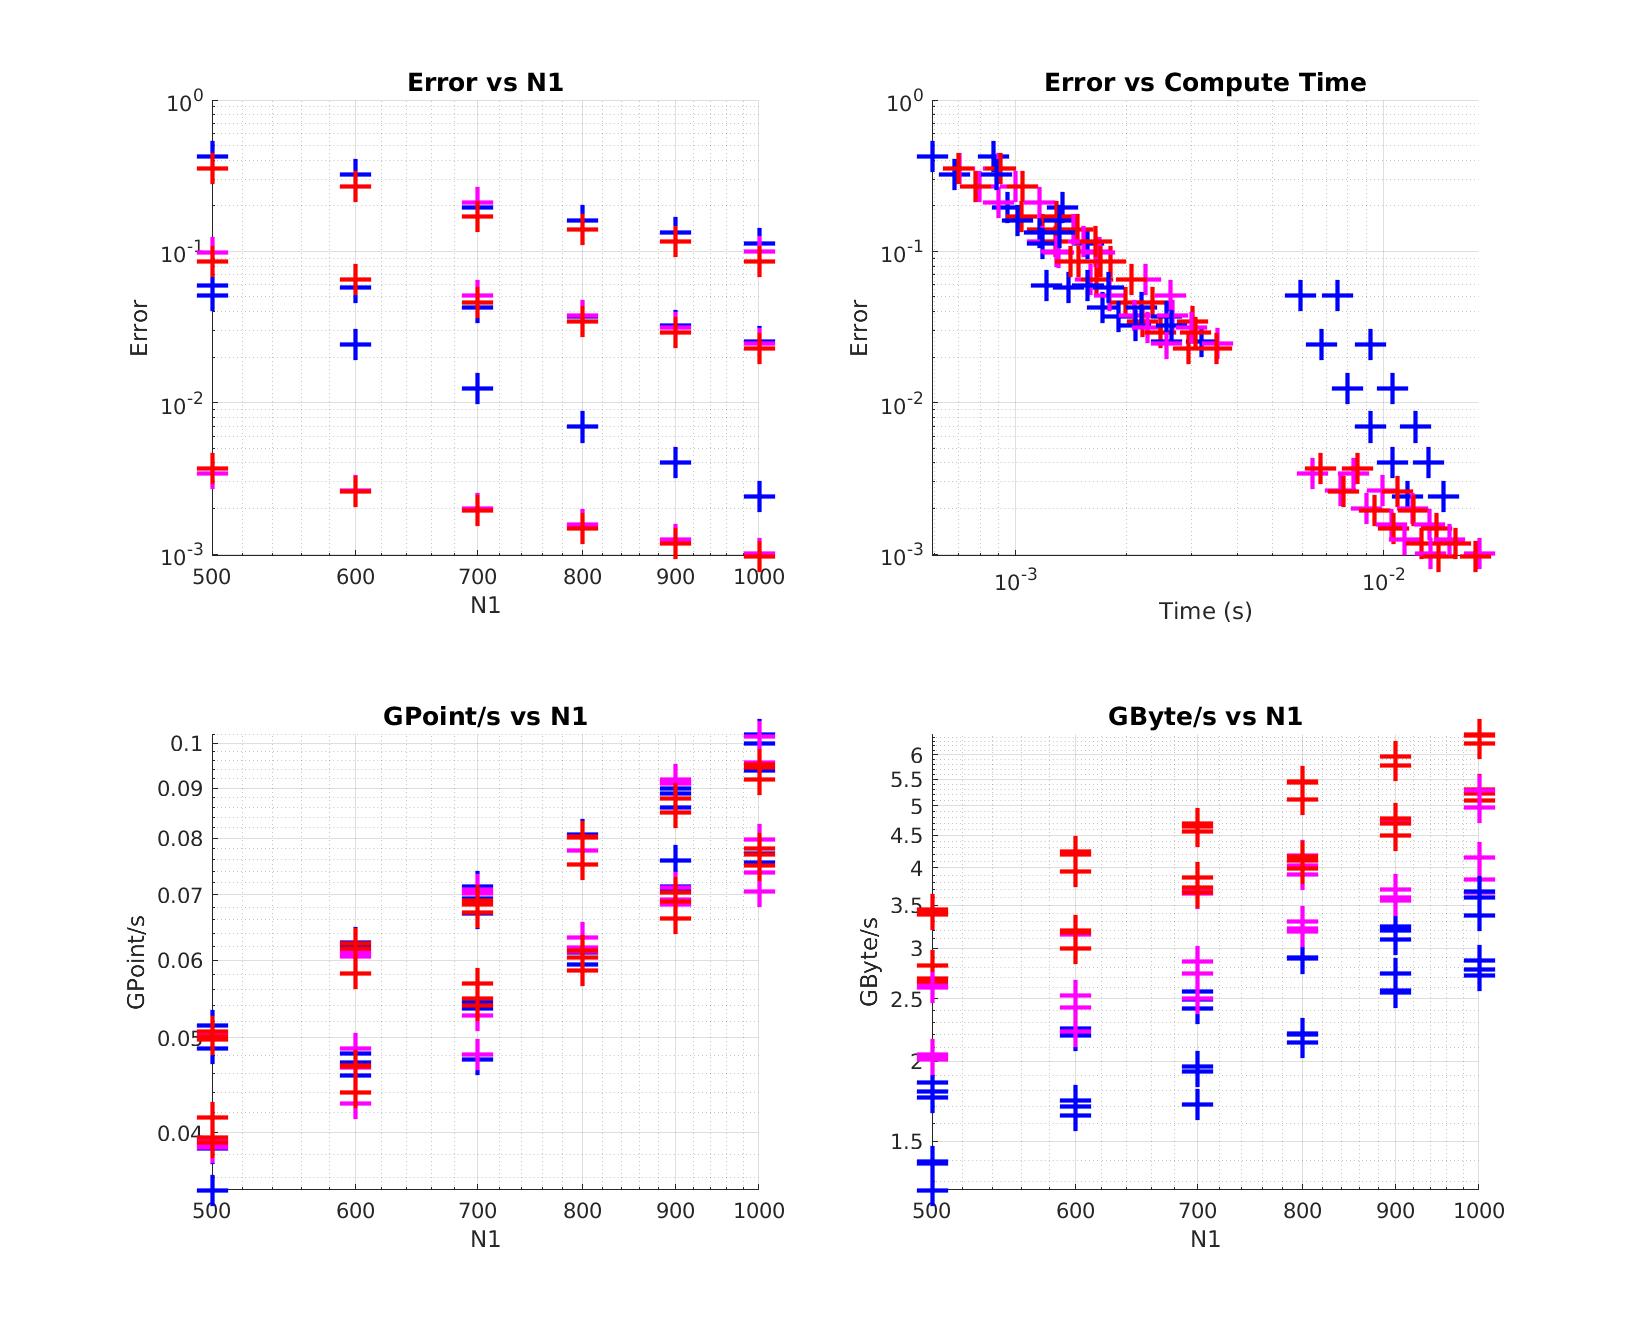 Error vs N1
10^0
10^-1
10^-2
10^-3
Error
500 600 700 800 900 1000
N1
Error vs Compute Time
10^0
10^-1
10^-2
10^-3
Error
10^-3 10^-2
Time (s)
GPoint/s vs N1
0.1
0.09
0.08
0.07
0.06
0.05
0.04
GPoint/s
500 600 700 800 900 1000
N1
GByte/s vs N1
6
5.5
5
4.5
4
3.5
3
2.5
2
1.5
GByte/s
500 600 700 800 900 1000
N1